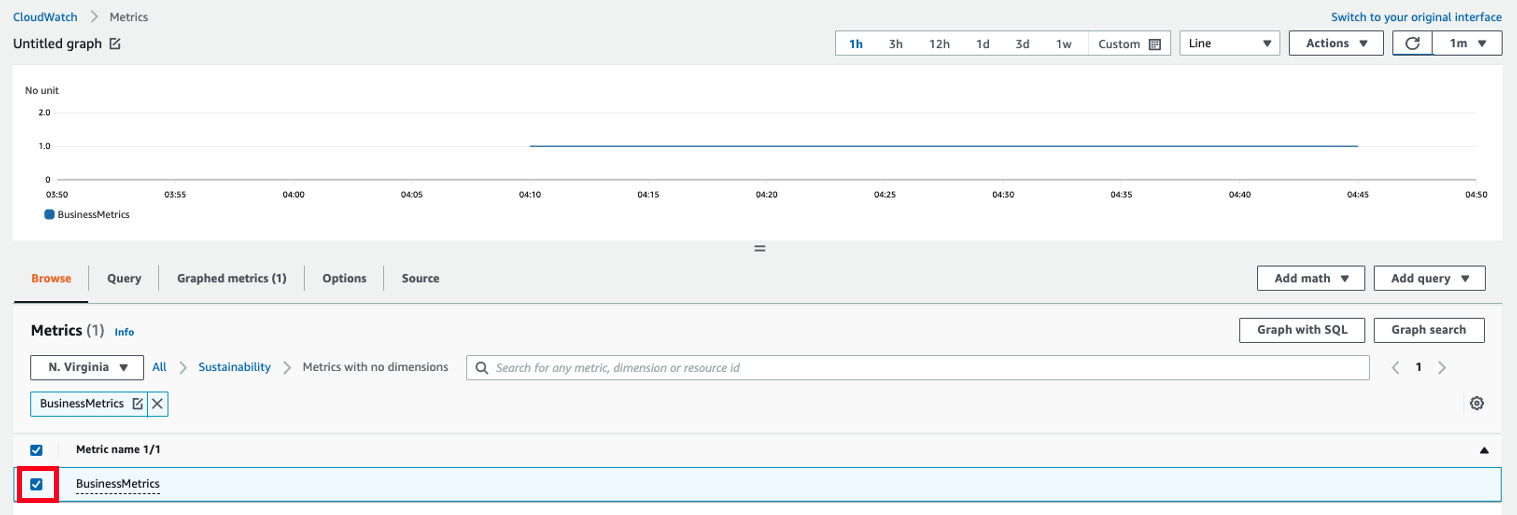 CloudWatch > Metrics
Switch to your original interface
Untitled graph
1h 3h 12h 1d 3d 1w Custom Line Actions 1m
No unit
2.0
1.0
0
03:50 03:55 04:00 04:05 04:10 04:15 04:20 04:25 04:30 04:35 04:40 04:45 04:50
BusinessMetrics
Browse Query Graphed metrics (1) Options Source Add math Add query
Metrics (1) Info Graph with SQL Graph search
N. Virginia All > Sustainability > Metrics with no dimensions Search for any metric, dimension or resource id 1
BusinessMetrics
Metric name 1/1
BusinessMetrics